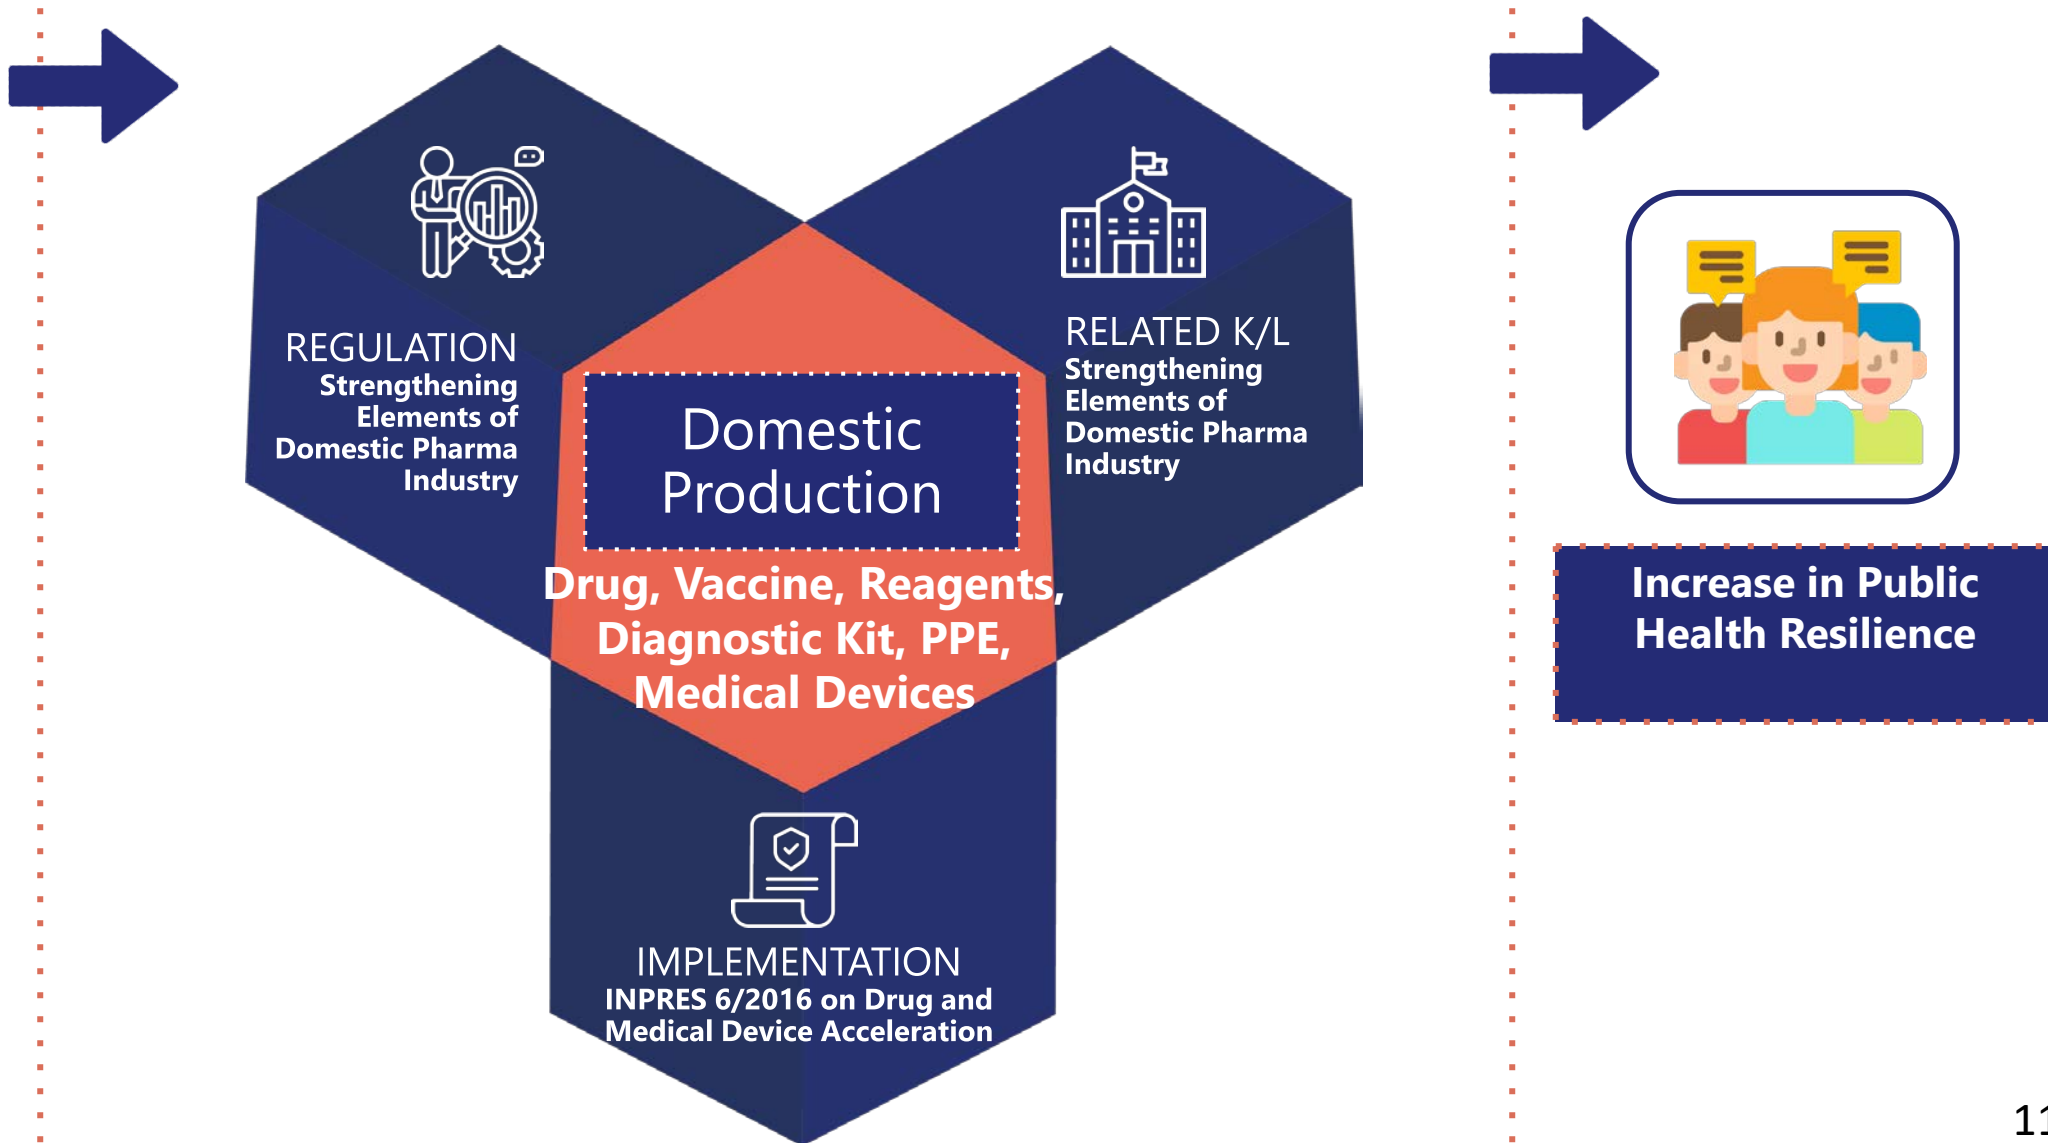 REGULATION
Strengthening
Elements of
Domestic Pharma
Industry
RELATED K/L
Strengthening
Elements of
Domestic Pharma
Industry
Domestic
Production
Drug, Vaccine, Reagents,
Diagnostic Kit, PPE,
Medical Devices
IMPLEMENTATION
INPRES 6/2016 on Drug and
Medical Device Acceleration
Increase in Public
Health Resilience
11